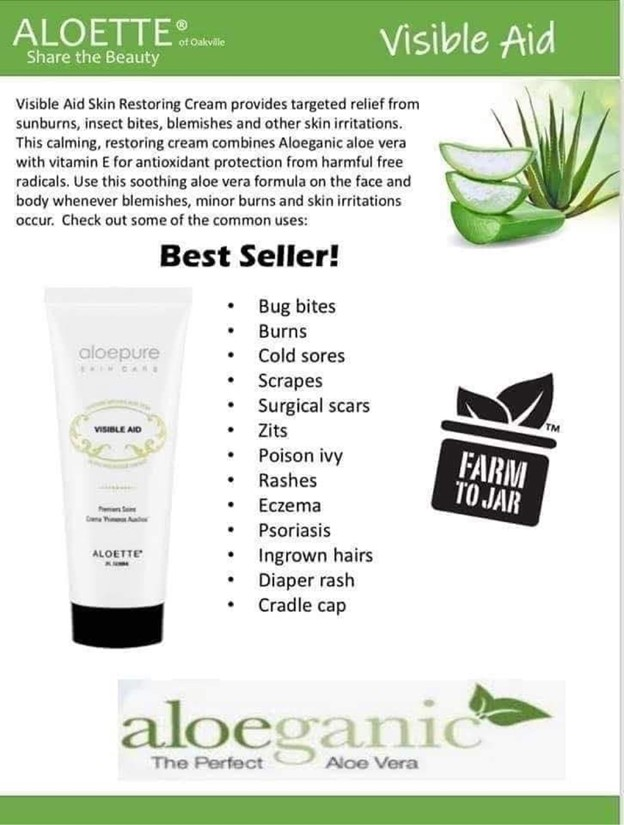 ALOETTE® of Oakville
Share the Beauty
Visible Aid
Visible Aid Skin Restoring Cream provides targeted relief from
sunburns, insect bites, blemishes and other skin irritations.
This calming, restoring cream combines Aloeganic aloe vera
with vitamin E for antioxidant protection from harmful free
radicals. Use this soothing aloe vera formula on the face and
body whenever blemishes, minor burns and skin irritations
occur. Check out some of the common uses:
Best Seller!
• Bug bites
• Burns
• Cold sores
• Scrapes
• Surgical scars
• Zits
• Poison ivy
• Rashes
• Eczema
• Psoriasis
• Ingrown hairs
• Diaper rash
• Cradle cap
aloepure
SKIN CARE
VISIBLE AID
Premiers Soins
ALOETTE®
FARM
TO JAR
TM
aloeganic
The Perfect Aloe Vera